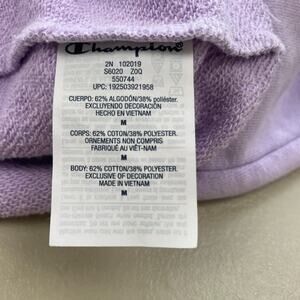 Champion
2N 102019
S6020 Z0Q
550744
UPC: 192503921958
CUERPO: 62% ALGODÓN/38% poliéster.
EXCLUYENDO DECORACIÓN
HECHO EN VIETNAM
M
CORPS: 62% COTON/38% POLYESTER.
ORNEMENTS NON COMPRIS
FABRIQUÉ AU VIÊT-NAM
M
BODY: 62% COTTON/38% POLYESTER.
EXCLUSIVE OF DECORATION
MADE IN VIETNAM
M